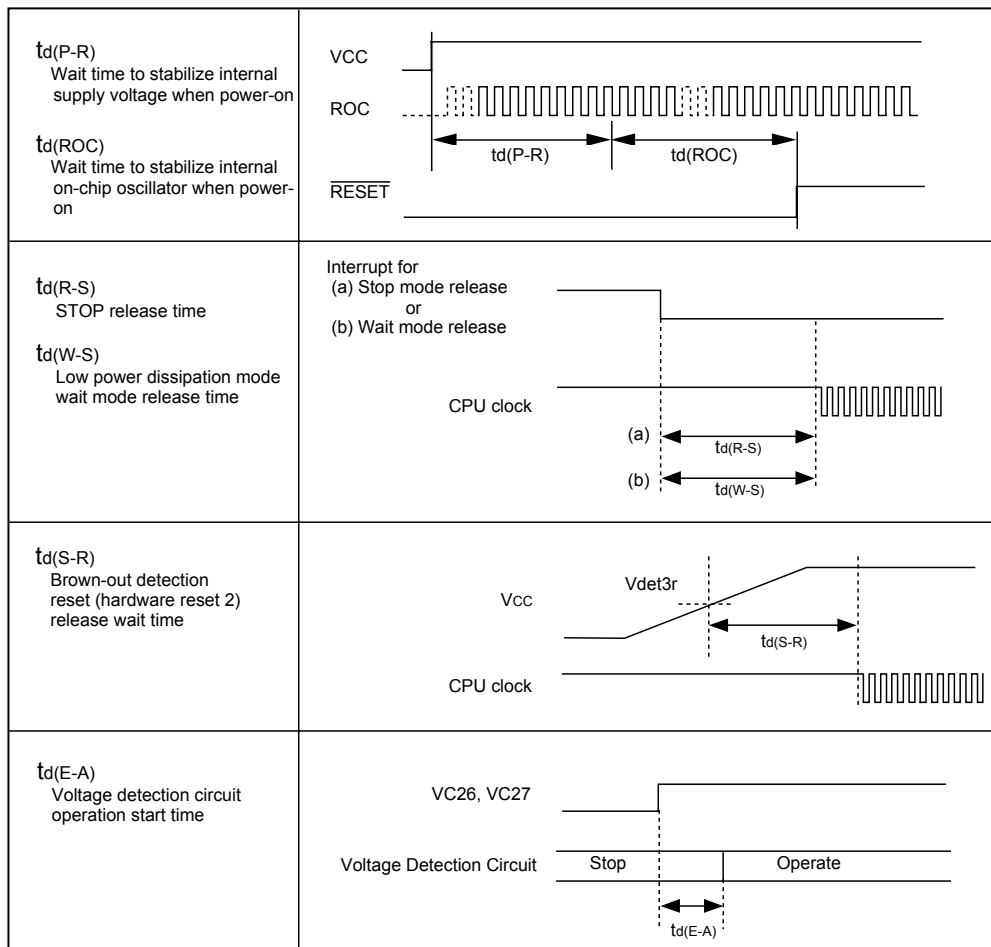 td(P-R)
Wait time to stabilize internal
supply voltage when power-on
td(ROC)
Wait time to stabilize internal
on-chip oscillator when power-
on
VCC
ROC
td(P-R)
td(ROC)
RESET
td(R-S)
STOP release time
td(W-S)
Low power dissipation mode
wait mode release time
Interrupt for
(a) Stop mode release
or
(b) Wait mode release
CPU clock
(a)
td(R-S)
(b)
td(W-S)
td(S-R)
Brown-out detection
reset (hardware reset 2)
release wait time
Vdet3r
VCC
td(S-R)
CPU clock
td(E-A)
Voltage detection circuit
operation start time
VC26, VC27
Voltage Detection Circuit
Stop
Operate
td(E-A)